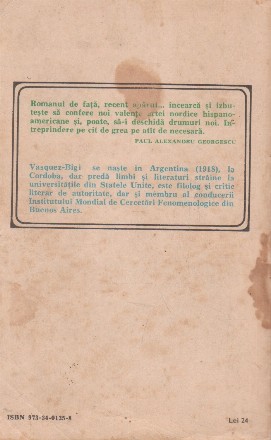 Romanul de față, recent apărut... încearcă și izbu-
tește să confere noi valențe artei nordice hispano-
americane și, poate, să-i deschidă drumuri noi. În-
treprindere pe cît de grea pe atît de necesară.
PAUL ALEXANDRU GEORGESCU
Vasquez-Bigi se naște în Argentina (1918), la
Cordoba, dar predă limbi și literaturi străine la
universitățile din Statele Unite, este filolog și critic
literar de autoritate, dar și membru al conducerii
Institutului Mondial de Cercetări Fenomenologice din
Buenos Aires.
ISBN 973-24-0125-8
Lei 24